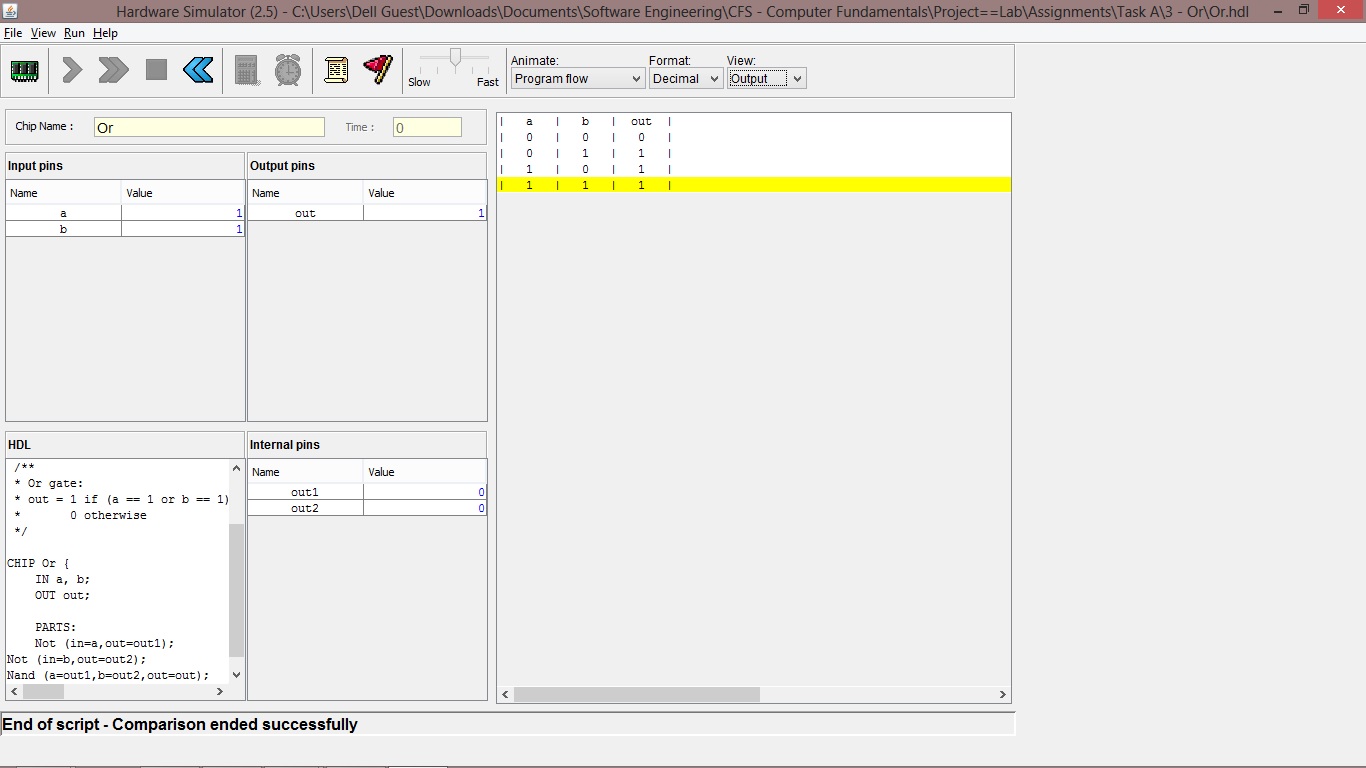 Hardware Simulator (2.5) - C:\Users\Dell Guest\Downloads\Documents\Software Engineering\CFS - Computer Fundamentals\Project==Lab\Assignments\Task A\3 - Or\Or.hdl
File View Run Help
Slow Fast
Animate: Format: View:
Program flow Decimal Output
Chip Name : Or Time : 0
Input pins
Name Value
a 1
b 1
Output pins
Name Value
out 1
| a | b | out |
| 0 | 0 | 0 |
| 0 | 1 | 1 |
| 1 | 0 | 1 |
| 1 | 1 | 1 |
HDL
/**
* Or gate:
* out = 1 if (a == 1 or b == 1)
* 0 otherwise
*/
CHIP Or {
IN a, b;
OUT out;
PARTS:
Not (in=a,out=out1);
Not (in=b,out=out2);
Nand (a=out1,b=out2,out=out);
Internal pins
Name Value
out1 0
out2 0
End of script - Comparison ended successfully